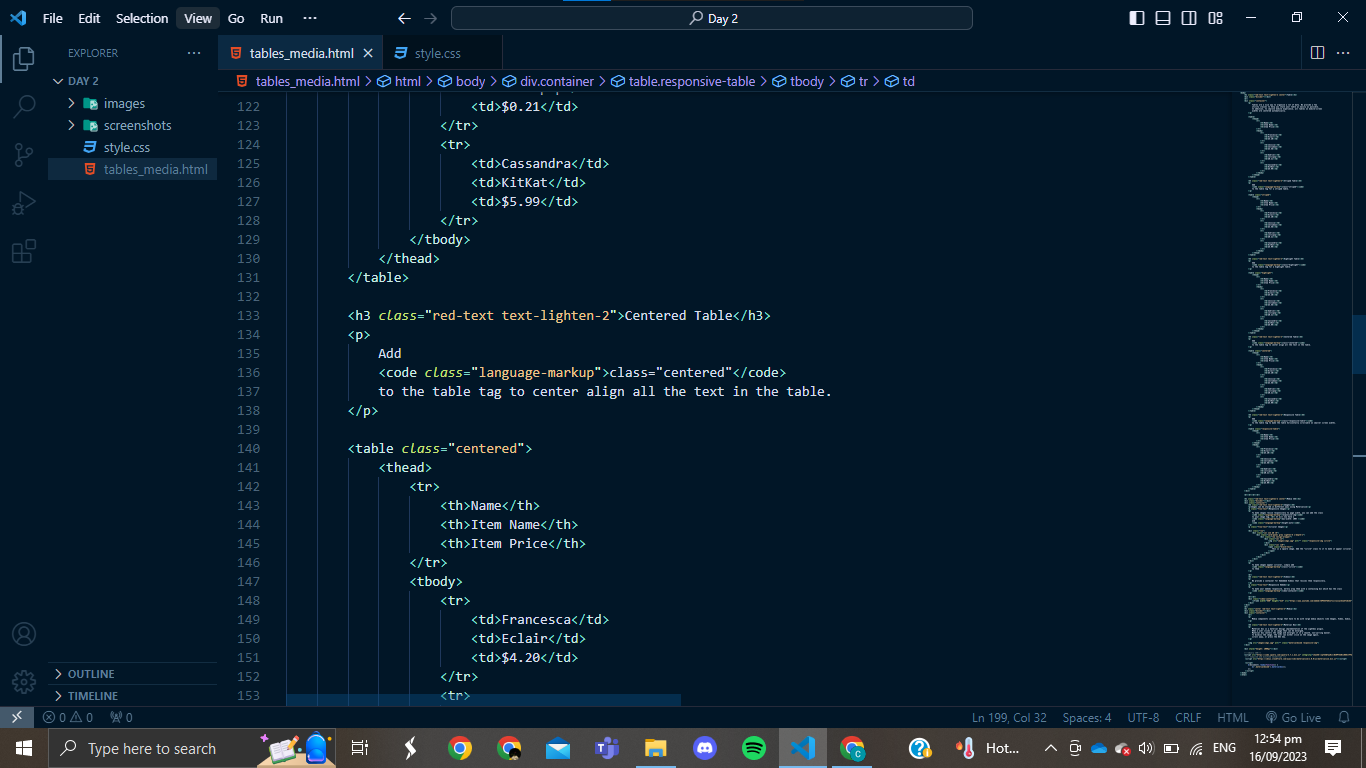 File Edit Selection View Go Run ··· Day 2
EXPLORER ···
DAY 2
images
screenshots
style.css
tables_media.html
OUTLINE
TIMELINE
tables_media.html style.css
tables_media.html > html > body > div.container > table.responsive-table > tbody > tr > td
122 <td>$0.21</td>
123 </tr>
124 <tr>
125 <td>Cassandra</td>
126 <td>KitKat</td>
127 <td>$5.99</td>
128 </tr>
129 </tbody>
130 </thead>
131 </table>
132
133 <h3 class="red-text text-lighten-2">Centered Table</h3>
134 <p>
135 Add
136 <code class="language-markup">class="centered"</code>
137 to the table tag to center align all the text in the table.
138 </p>
139
140 <table class="centered">
141 <thead>
142 <tr>
143 <th>Name</th>
144 <th>Item Name</th>
145 <th>Item Price</th>
146 </tr>
147 <tbody>
148 <tr>
149 <td>Francesca</td>
150 <td>Eclair</td>
151 <td>$4.20</td>
152 </tr>
153 <tr>
0 0 0 Ln 199, Col 32 Spaces: 4 UTF-8 CRLF HTML Go Live
Type here to search Hot... ENG 12:54 pm
16/09/2023